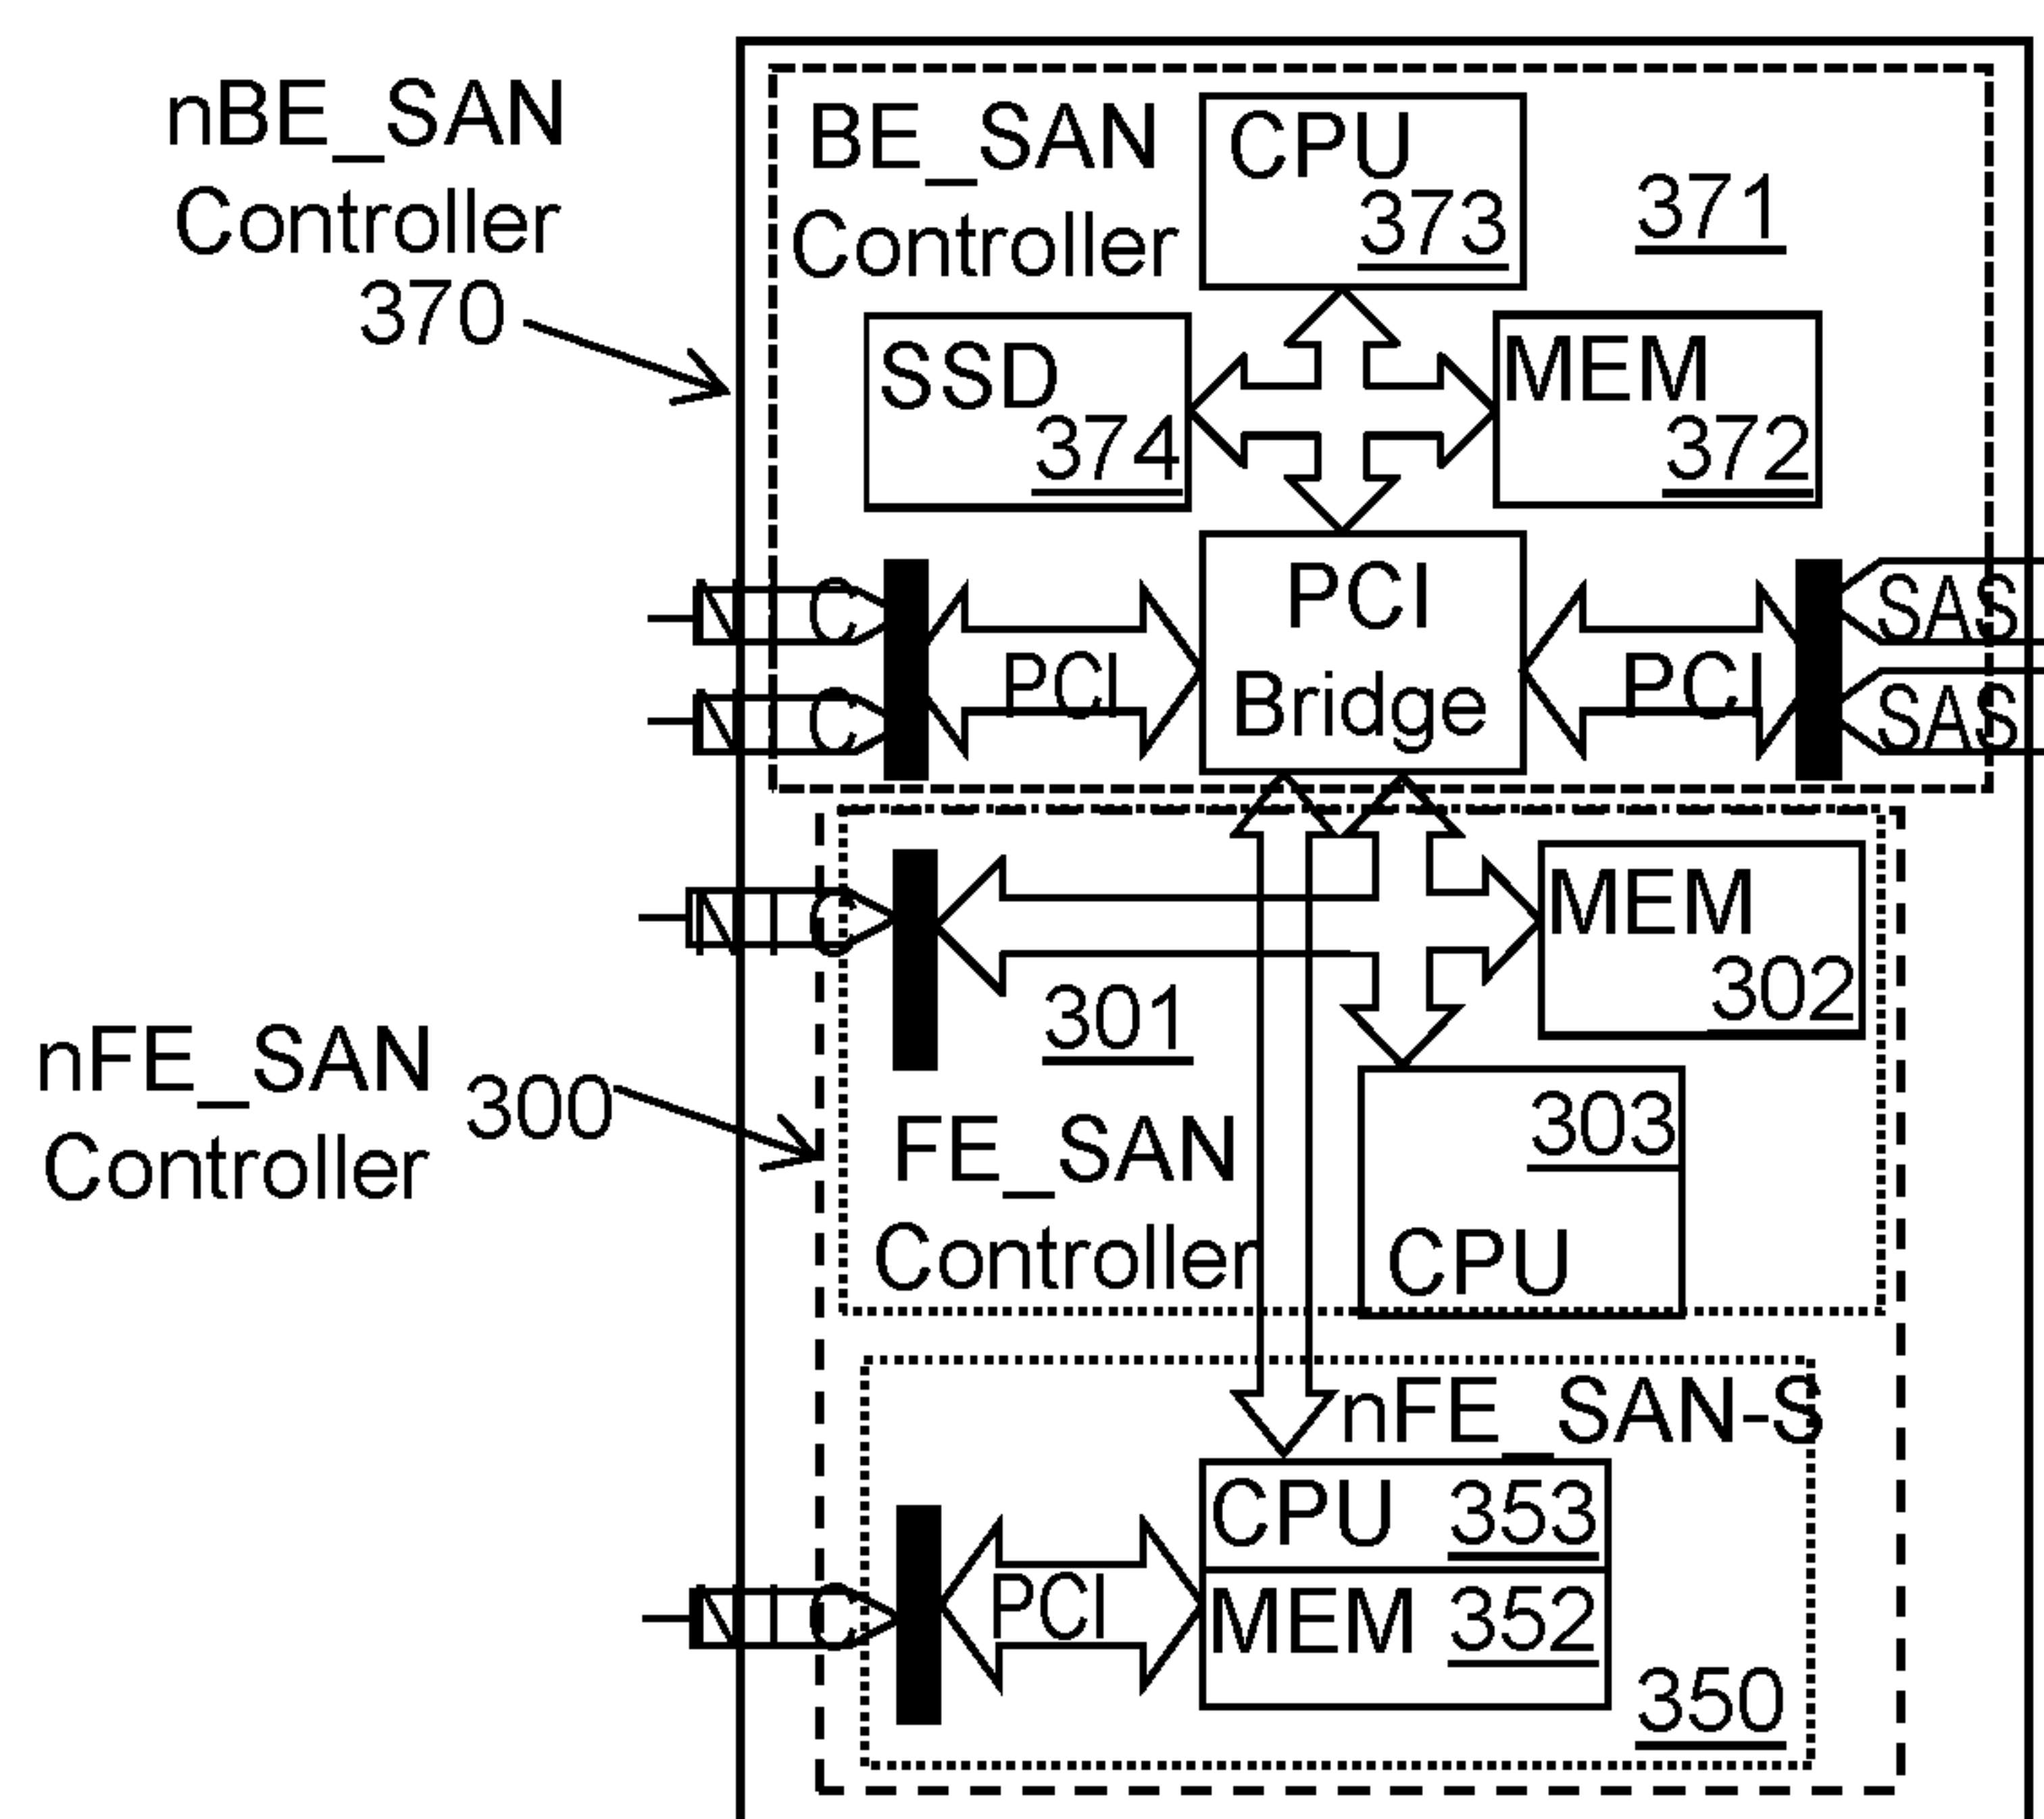 nBE_SAN
Controller
370
BE_SAN
Controller
CPU
373
371
SSD
374
MEM
372
PCI
Bridge
NIC
NIC
PCI
PCI
SAS
SAS
NIC
301
MEM
302
nFE_SAN
Controller
300
FE_SAN
Controller
303
CPU
nFE_SAN-S
CPU 353
MEM 352
NIC
PCI
350